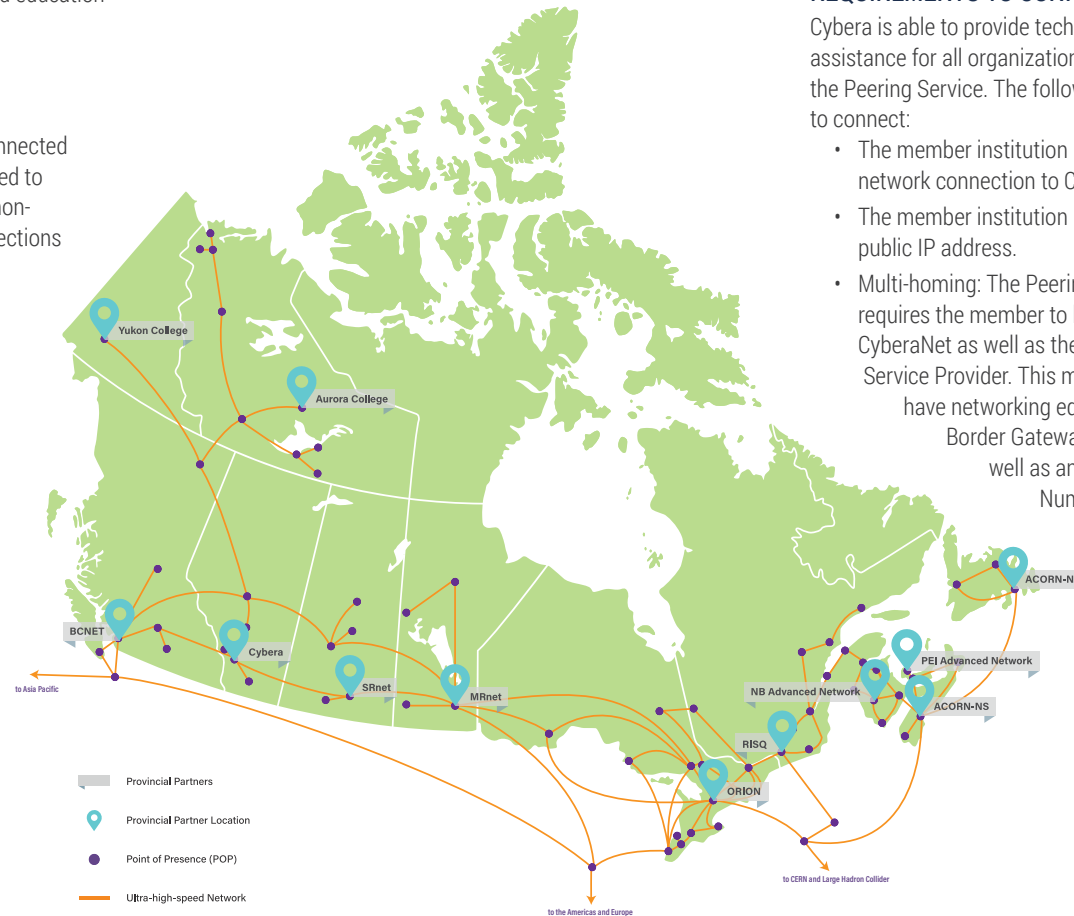 education
nnected
ed to
non-
ections
Cybera is able to provide tech
assistance for all organization
the Peering Service. The follow
to connect:
• The member institution
network connection to C
• The member institution
public IP address.
• Multi-homing: The Peerin
requires the member to
CyberaNet as well as the
Service Provider. This m
have networking eq
Border Gatewa
well as an
Num
Yukon College
Aurora College
ACORN-N
BCNET
Cybera
SRnet
MRnet
PEI Advanced Network
NB Advanced Network
ACORN-NS
RISQ
ORION
to Asia Pacific
to CERN and Large Hadron Collider
to the Americas and Europe
Provincial Partners
Provincial Partner Location
Point of Presence (POP)
Ultra-high-speed Network